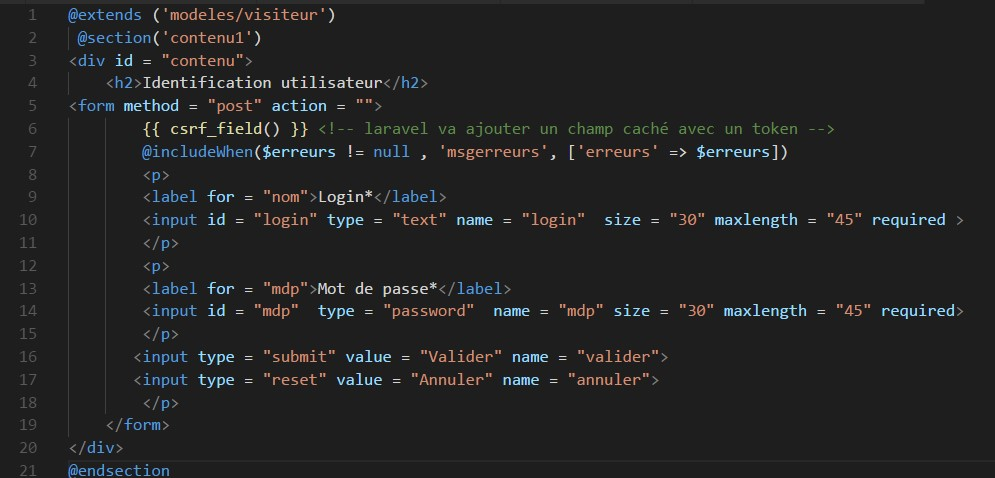 1 @extends ('modeles/visiteur')
2 @section('contenu1')
3 <div id = "contenu">
4 <h2>Identification utilisateur</h2>
5 <form method = "post" action = "">
6 {{ csrf_field() }} <!-- laravel va ajouter un champ caché avec un token -->
7 @includeWhen($erreurs != null , 'msgerreurs', ['erreurs' => $erreurs])
8 <p>
9 <label for = "nom">Login*</label>
10 <input id = "login" type = "text" name = "login"  size = "30" maxlength = "45" required >
11 </p>
12 <p>
13 <label for = "mdp">Mot de passe*</label>
14 <input id = "mdp"  type = "password"  name = "mdp" size = "30" maxlength = "45" required>
15 </p>
16 <input type = "submit" value = "Valider" name = "valider">
17 <input type = "reset" value = "Annuler" name = "annuler">
18 </p>
19 </form>
20 </div>
21 @endsection